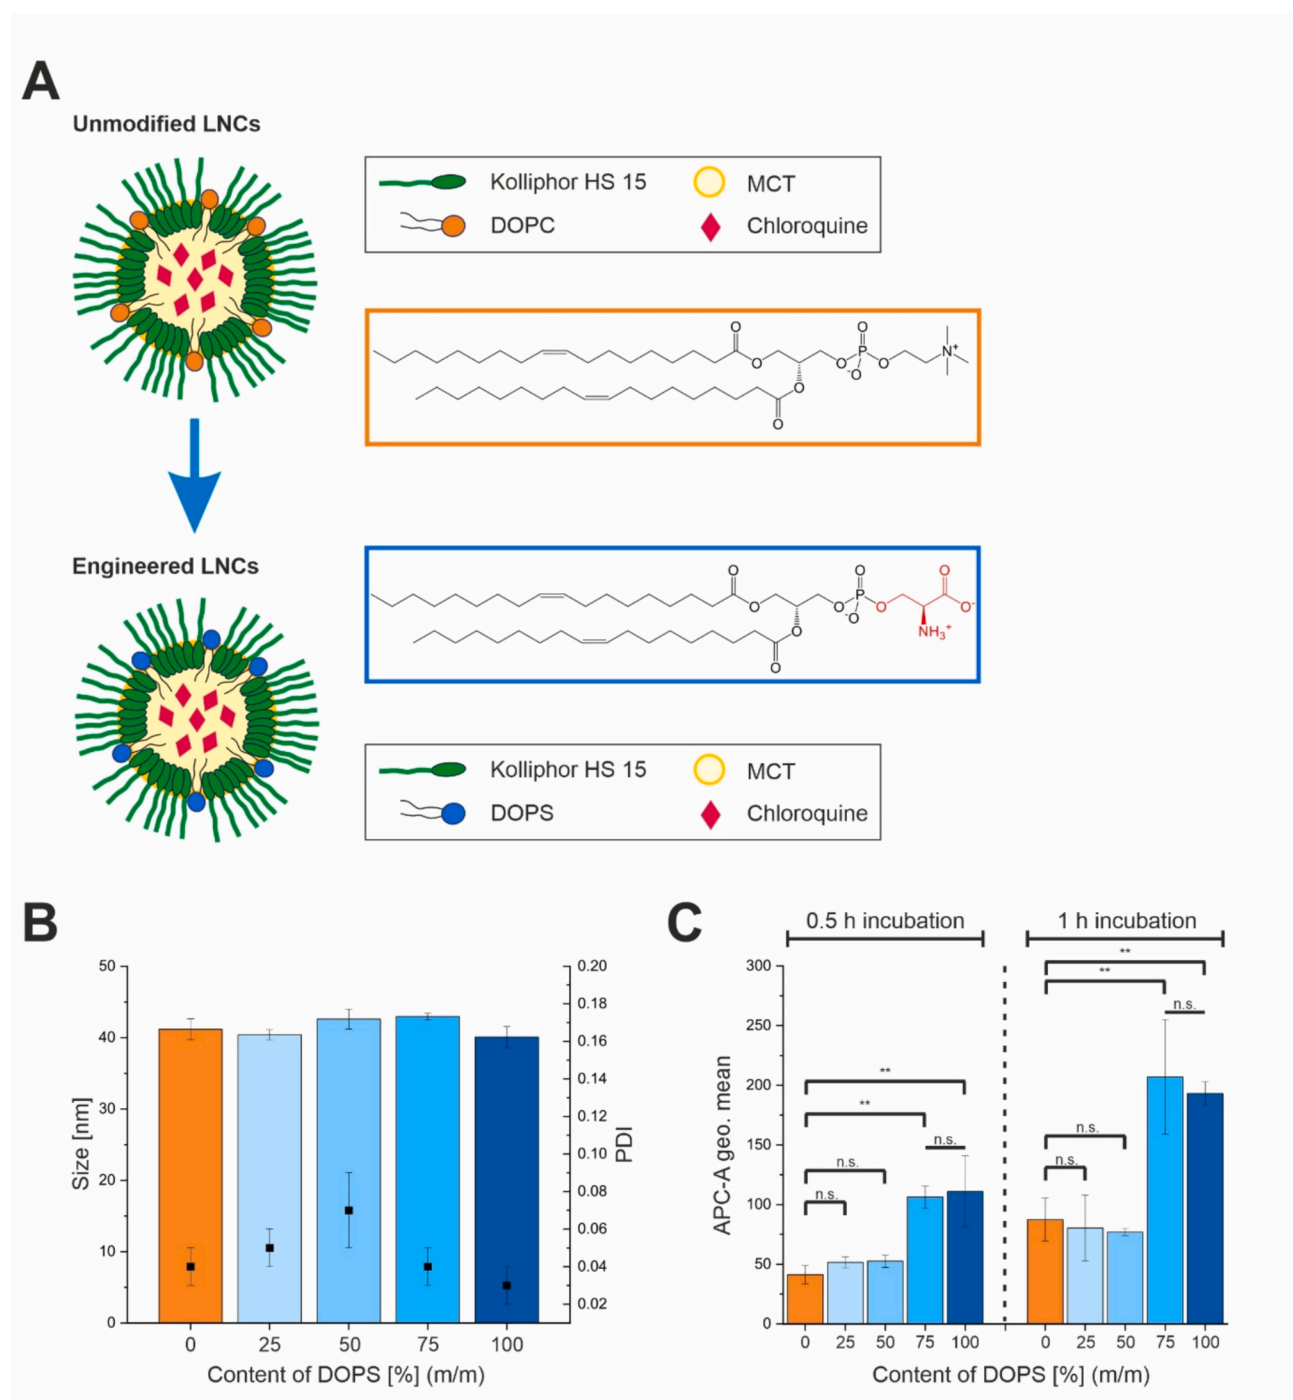 A
Unmodified LNCs
Kolliphor HS 15
MCT
DOPC
Chloroquine
O
O
O
O
P
O
-O
O
N+
O
Engineered LNCs
O
O
O
O
P
O
-O
O
O
O-
NH3+
O
Kolliphor HS 15
MCT
DOPS
Chloroquine
B
50
40
30
20
10
0
Size [nm]
0.20
0.18
0.16
0.14
0.12
0.10
0.08
0.06
0.04
0.02
PDI
0 25 50 75 100
Content of DOPS [%] (m/m)
C
0.5 h incubation
1 h incubation
300
250
200
150
100
50
0
APC-A geo. mean
**
**
n.s.
n.s.
n.s.
**
**
n.s.
n.s.
n.s.
0 25 50 75 100
0 25 50 75 100
Content of DOPS [%] (m/m)